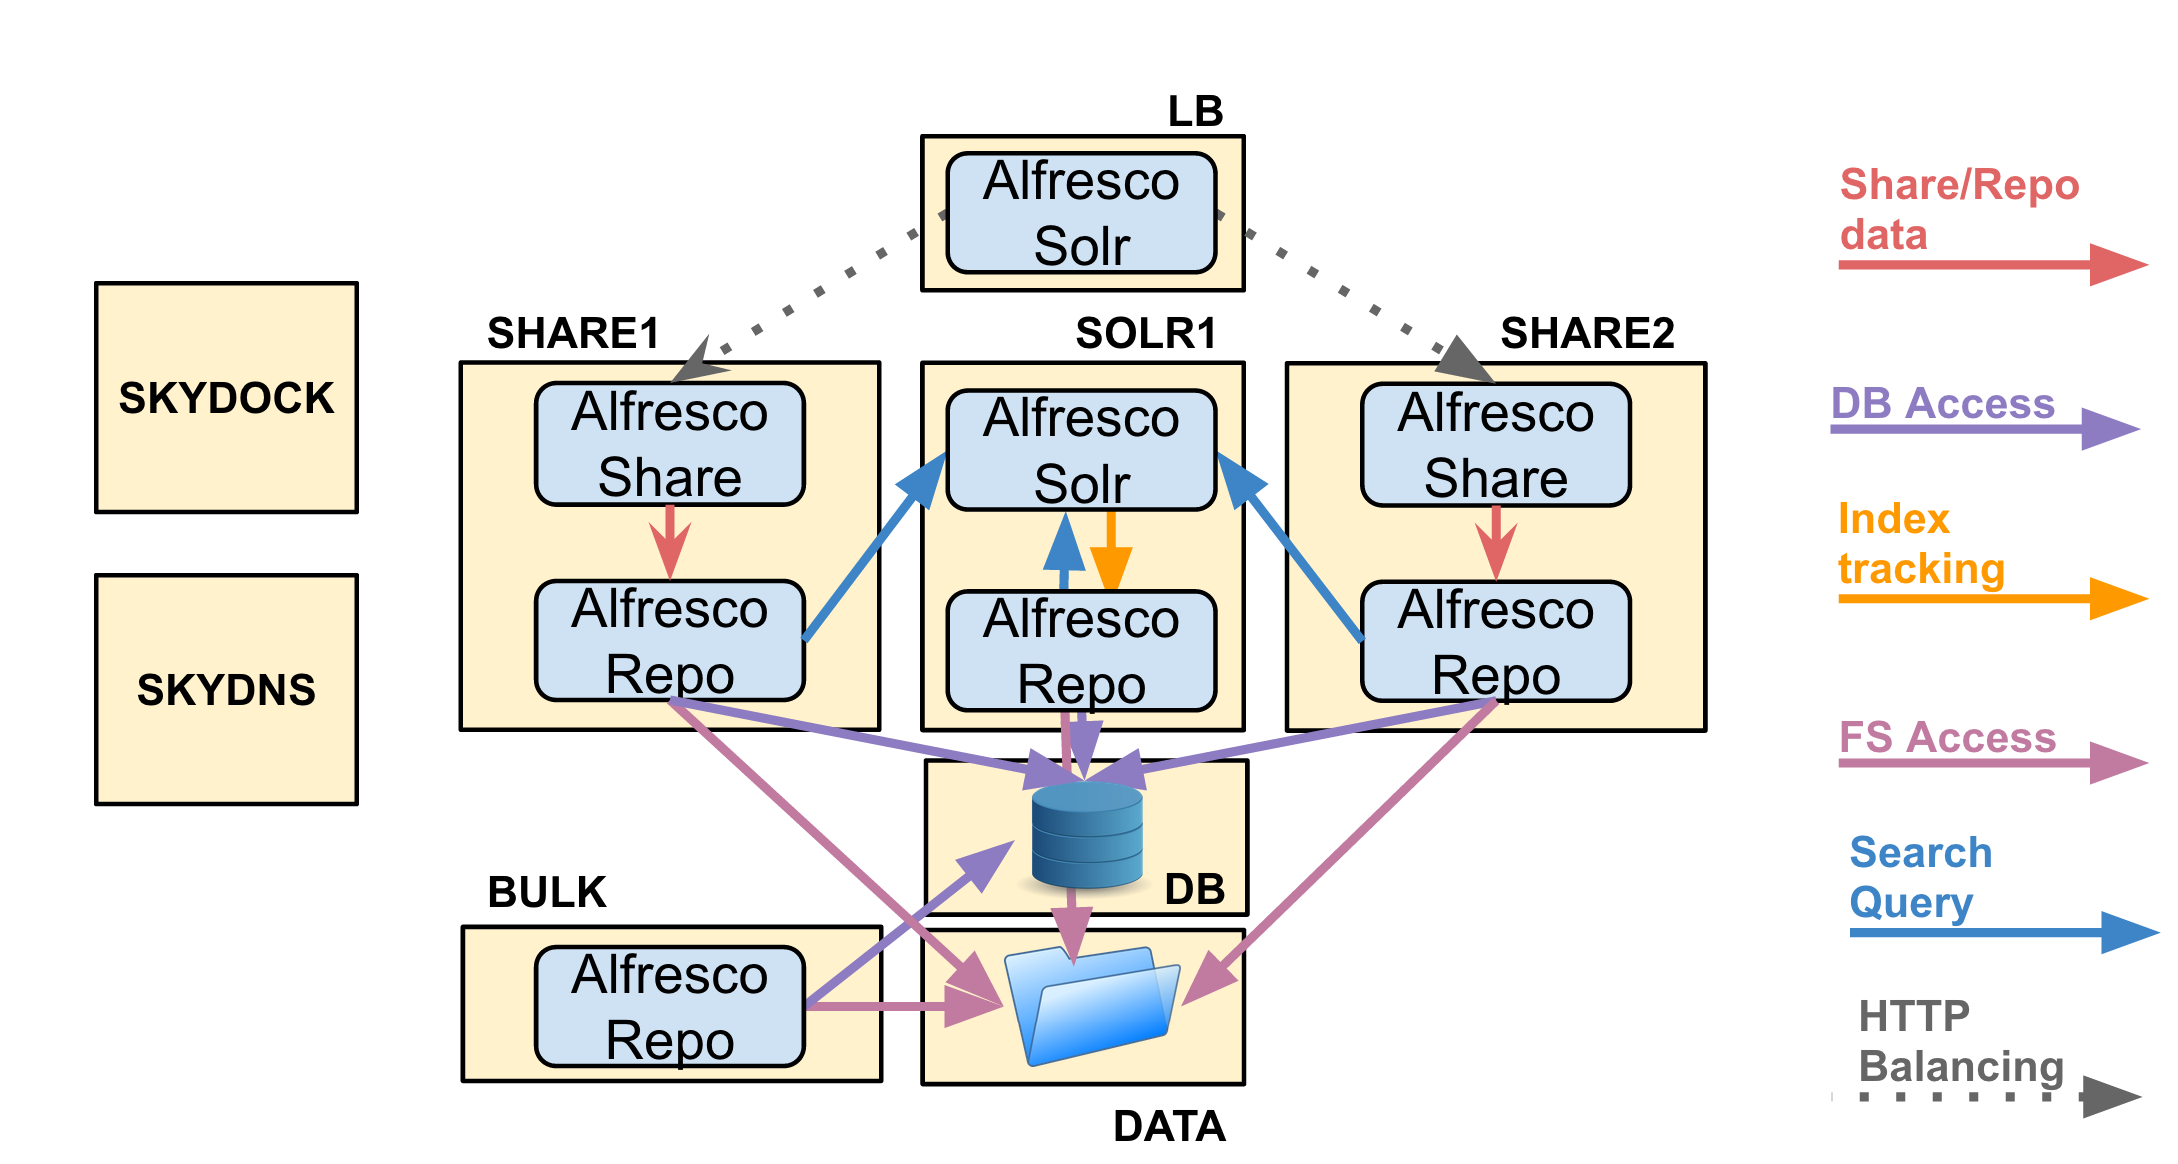 LB
Alfresco
Solr
SKYDOCK
SKYDNS
SHARE1
Alfresco
Share
Alfresco
Repo
SOLR1
Alfresco
Solr
Alfresco
Repo
SHARE2
Alfresco
Share
Alfresco
Repo
DB
BULK
Alfresco
Repo
DATA
Share/Repo
data
DB Access
Index
tracking
FS Access
Search
Query
HTTP
Balancing